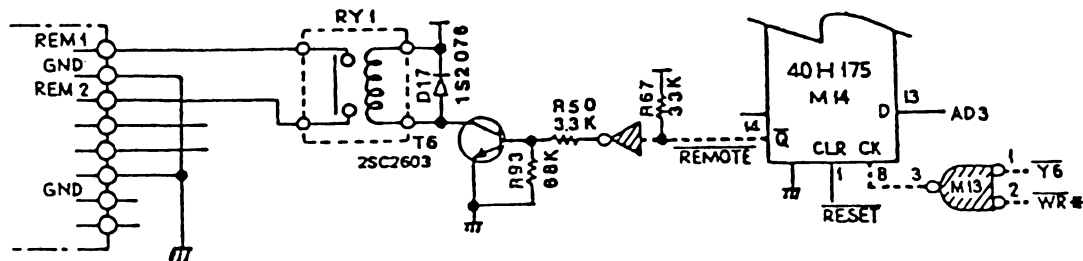 REM 1
GND
REM 2
GND
RY 1
D17
1S2076
T6
2SC2603
R50
3.3K
R93
68K
R67
33K
REMOTE
40H175
M14
14
Q
D
13
AD3
CLR
CK
1
8
RESET
3
M13
1
Y6
2
WR*